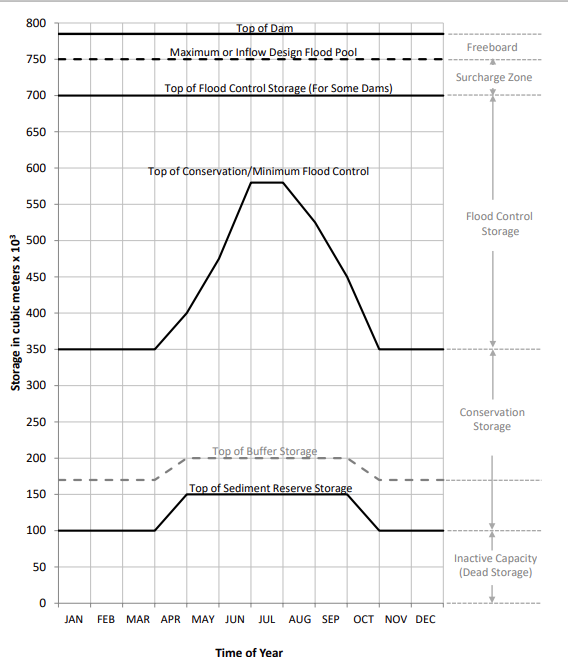 800
Top of Dam
Freeboard
Maximum or Inflow Design Flood Pool
750
Surcharge Zone
Top of Flood Control Storage (For Some Dams)
700
650
600
Top of Conservation/Minimum Flood Control
550
Flood Control
Storage
500
450
400
350
300
250
Conservation
Storage
Top of Buffer Storage
200
Top of Sediment Reserve Storage
150
100
Inactive Capacity
(Dead Storage)
50
0
Storage in cubic meters x 10³
JAN FEB MAR APR MAY JUN JUL AUG SEP OCT NOV DEC
Time of Year